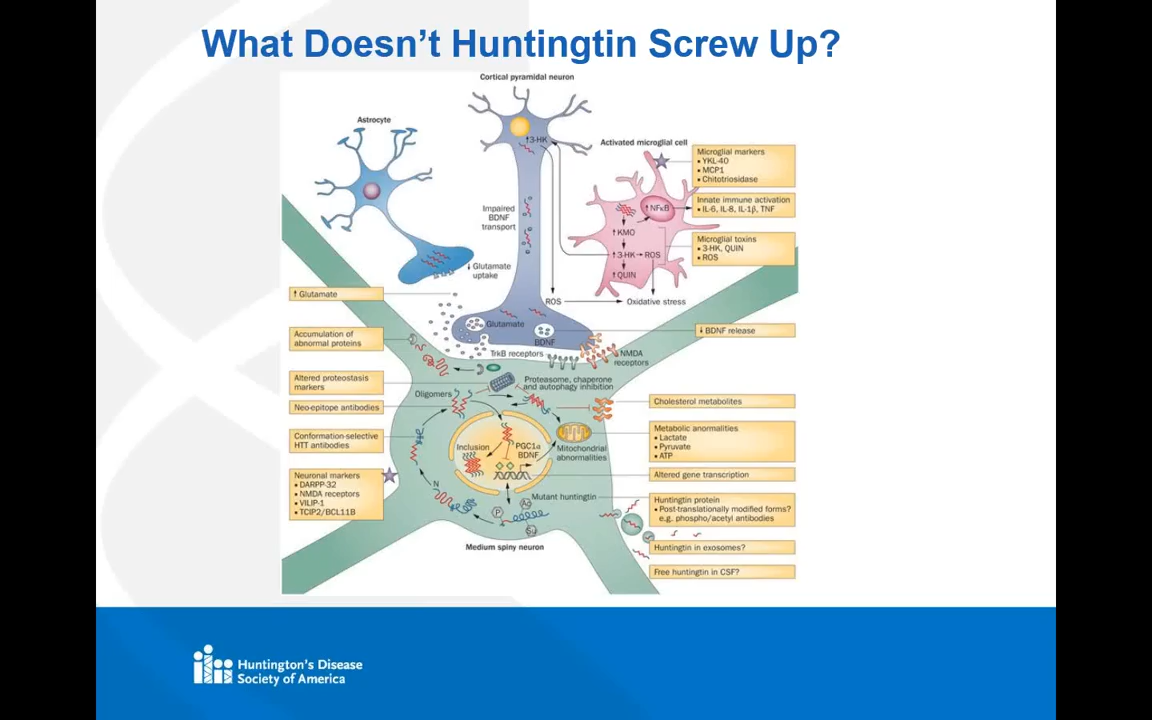 What Doesn't Huntingtin Screw Up?
Cortical pyramidal neuron
Astrocyte
↑3-HK
Activated microglial cell
Microglial markers
• YKL-40
• MCP1
• Chitotriosidase
Innate immune activation
• IL-6, IL-8, IL-1β, TNF
↑ NFκB
Impaired
BDNF
transport
↑ KMO
Microglial toxins
• 3-HK, QUIN
• ROS
↑ 3-HK → ROS
↑ QUIN
↓ Glutamate
uptake
↑ Glutamate
ROS
Oxidative stress
Glutamate
BDNF
↓ BDNF release
Accumulation of
abnormal proteins
TrkB receptors
NMDA
receptors
Altered proteostasis
markers
Proteasome, chaperone
and autophagy inhibition
Oligomers
Neo-epitope antibodies
Cholesterol metabolites
Conformation-selective
HTT antibodies
Inclusion
PGC1α
BDNF
Mitochondrial
abnormalities
Metabolic anormalities
• Lactate
• Pyruvate
• ATP
Altered gene transcription
Neuronal markers
• DARPP-32
• NMDA receptors
• VILIP-1
• TCIP2/BCL11B
N
P
Ac
Su
Mutant huntingtin
Huntingtin protein
• Post-translationally modified forms?
e.g. phospho/acetyl antibodies
Medium spiny neuron
Huntingtin in exosomes?
Free huntingtin in CSF?
Huntington's Disease
Society of America